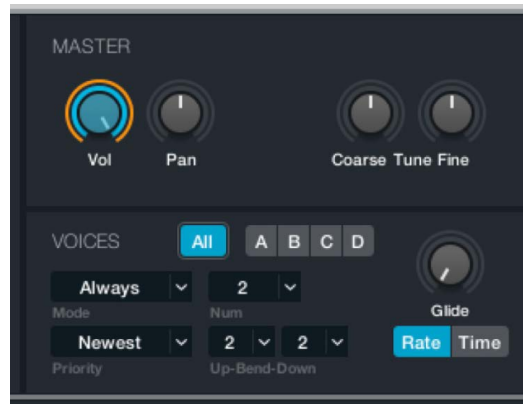 MASTER
Vol Pan Coarse Tune Fine
VOICES All A B C D
Always 2
Mode Num Glide
Newest 2 2 Rate Time
Priority Up-Bend-Down